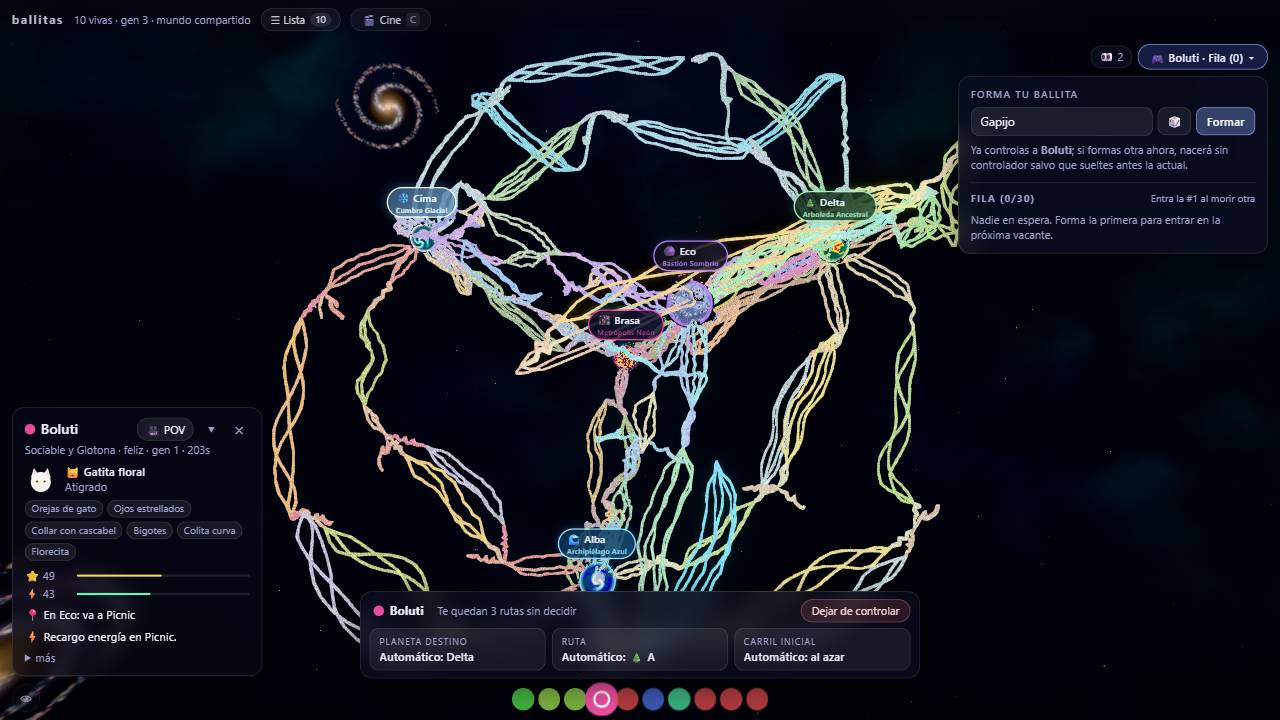 ballitas 10 vivas · gen 3 · mundo compartido Lista 10 Cine C
2 Boluti · Fila (0)
FORMA TU BALLITA
Gapijo Formar
Ya controlas a Boluti; si formas otra ahora, nacerá sin
controlador salvo que sueltes antes la actual.
FILA (0/30) Entra la #1 al morir otra
Nadie en espera. Forma la primera para entrar en la
próxima vacante.
Cima
Cumbre Glacial
Delta
Arboleda Ancestral
Eco
Bastión Sombrío
Brasa
Metrópolis Neón
Alba
Archipiélago Azul
Boluti POV
Sociable y Glotona · feliz · gen 1 · 203s
Gatita floral
Atigrado
Orejas de gato Ojos estrellados
Collar con cascabel Bigotes Colita curva
Florecita
49
43
En Eco: va a Picnic
Recargo energía en Picnic.
más
Boluti Te quedan 3 rutas sin decidir Dejar de controlar
PLANETA DESTINO
Automático: Delta
RUTA
Automático: A
CARRIL INICIAL
Automático: al azar